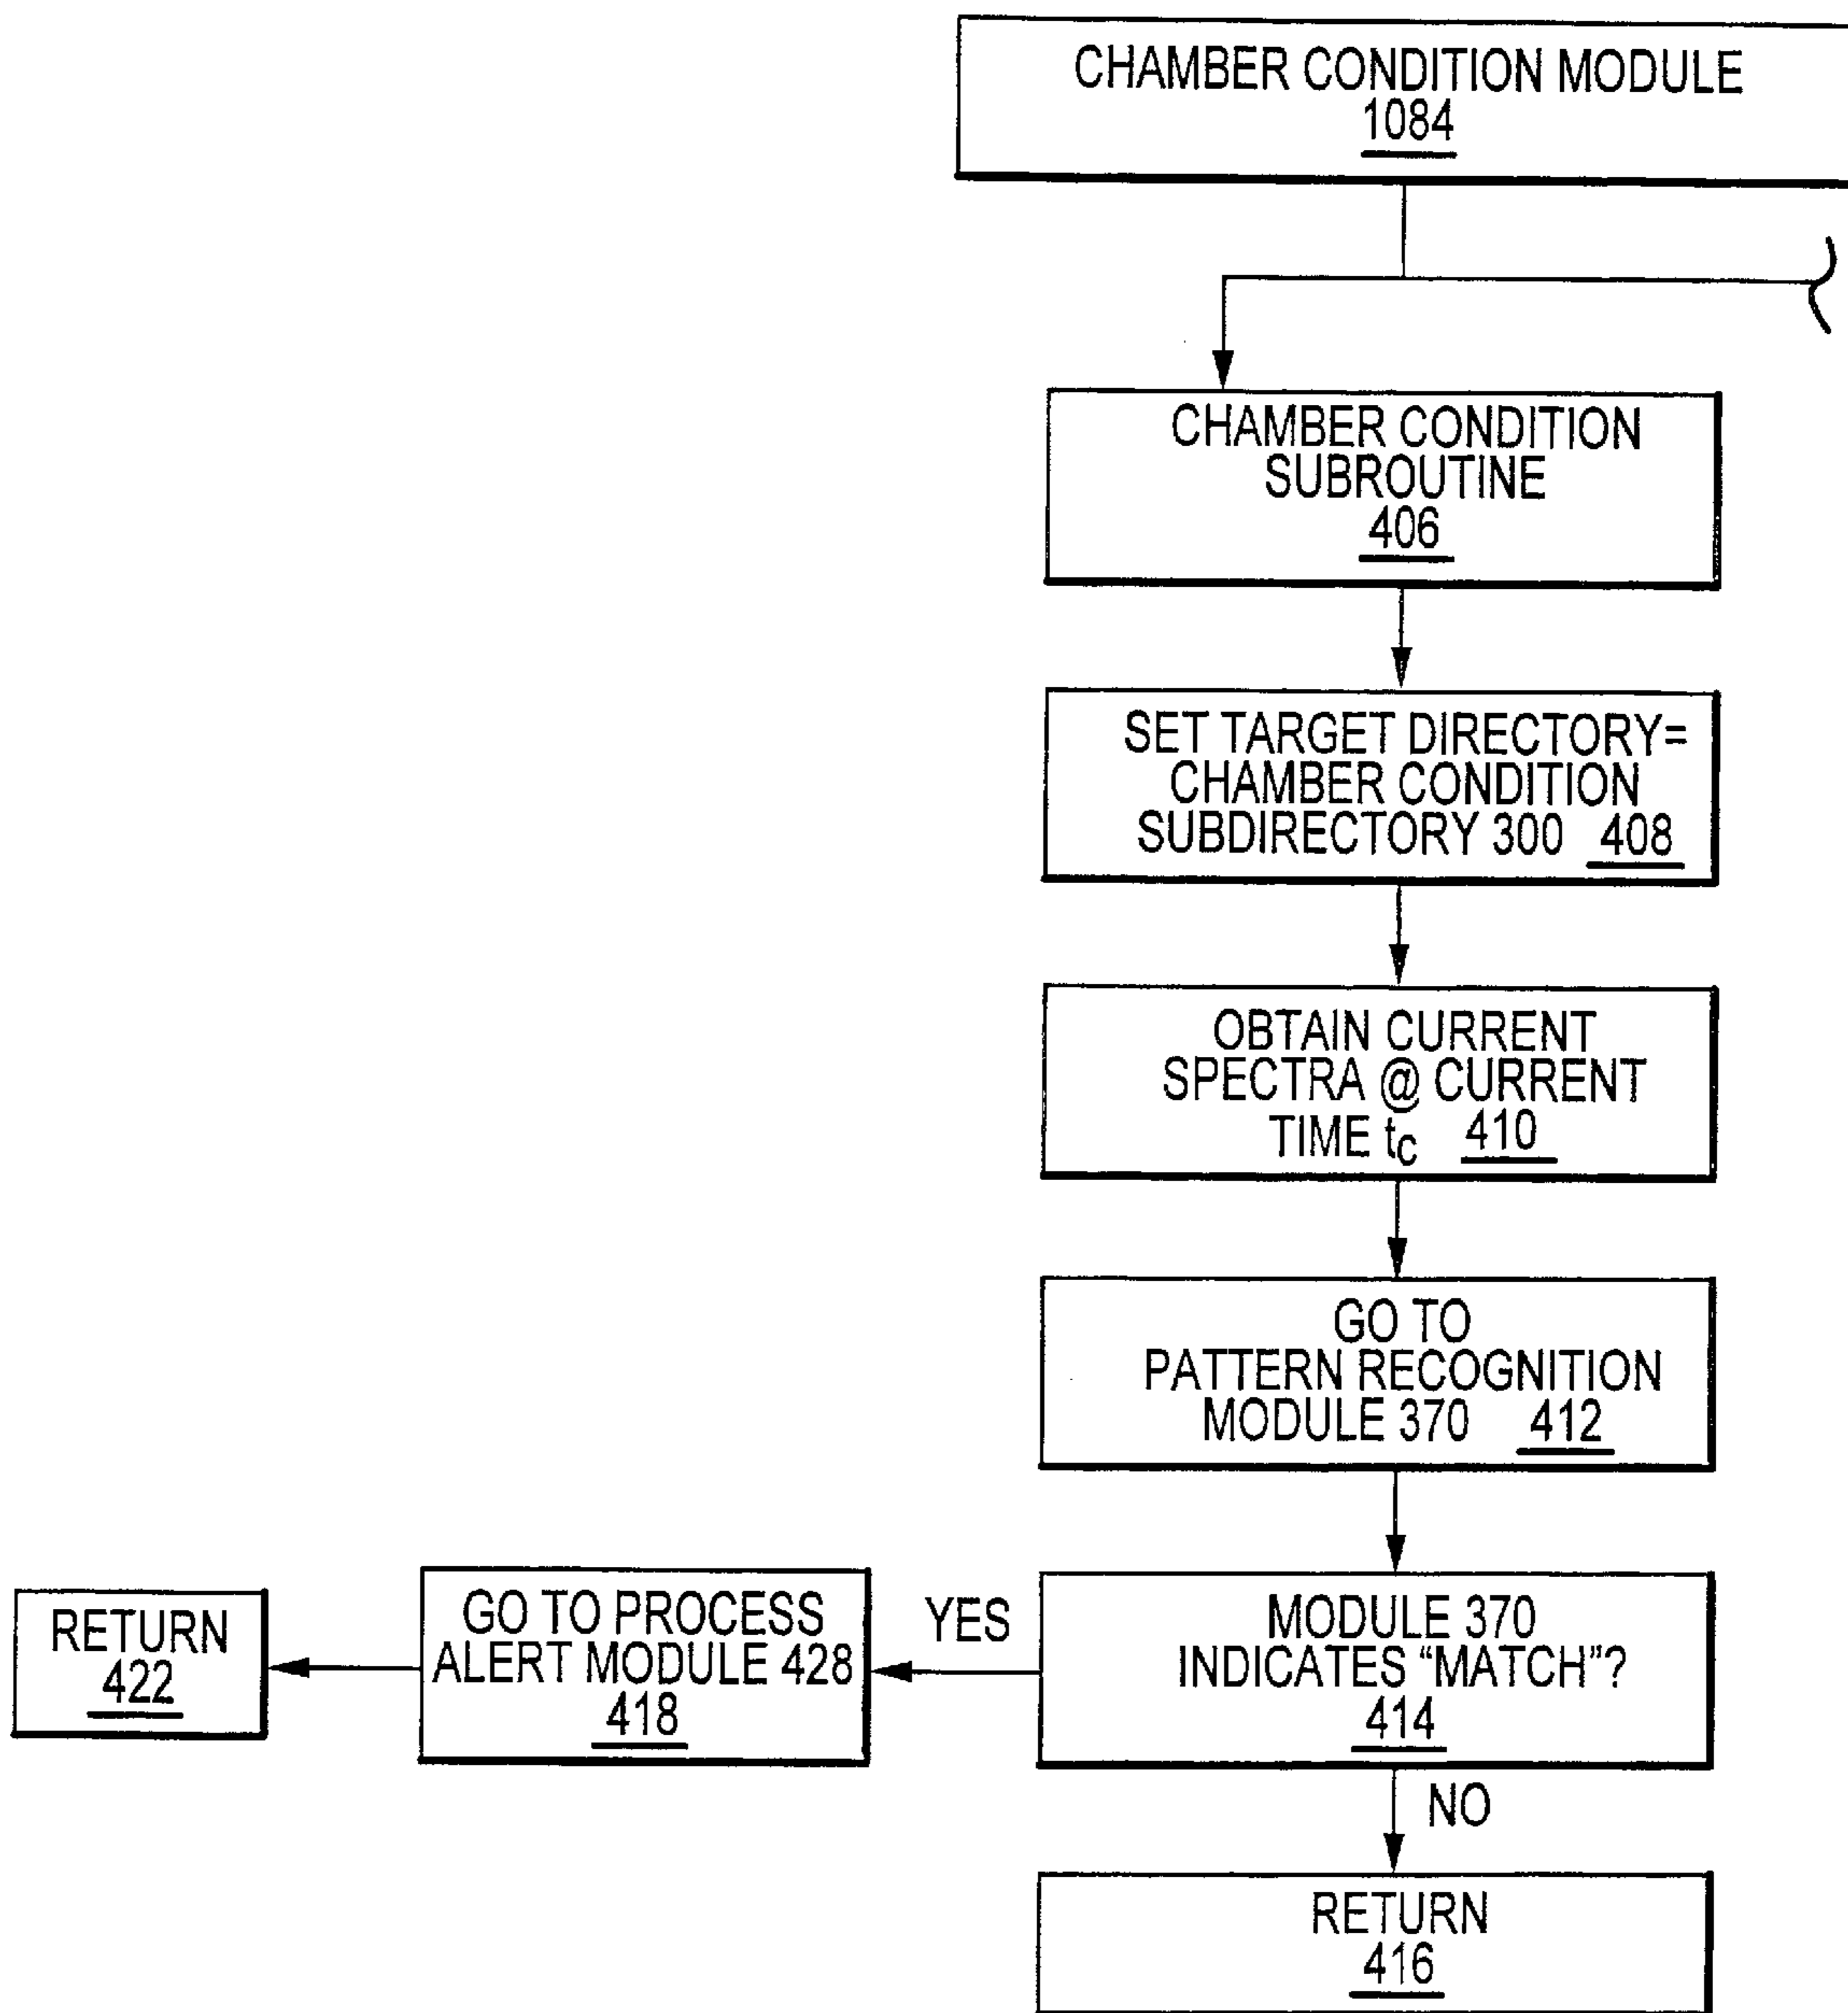 CHAMBER CONDITION MODULE
1084
CHAMBER CONDITION
SUBROUTINE
406
SET TARGET DIRECTORY=
CHAMBER CONDITION
SUBDIRECTORY 300 408
OBTAIN CURRENT
SPECTRA @ CURRENT
TIME tC 410
GO TO
PATTERN RECOGNITION
MODULE 370 412
MODULE 370
INDICATES “MATCH”?
414
YES
GO TO PROCESS
ALERT MODULE 428
418
RETURN
422
NO
RETURN
416